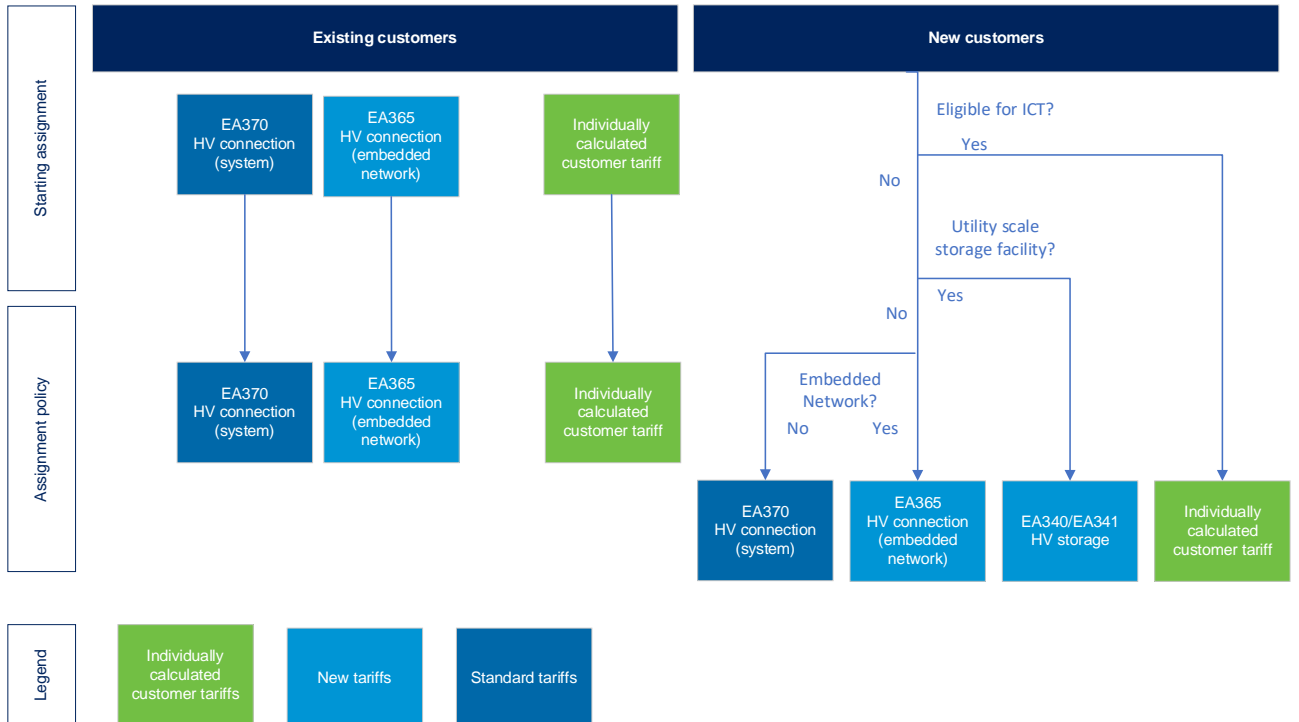 Existing customers
New customers
Starting assignment
EA370
HV connection
(system)
EA365
HV connection
(embedded
network)
Individually
calculated
customer tariff
Eligible for ICT?
Yes
No
Utility scale
storage facility?
Yes
No
Assignment policy
EA370
HV connection
(system)
EA365
HV connection
(embedded
network)
Individually
calculated
customer tariff
Embedded
Network?
No
Yes
EA370
HV connection
(system)
EA365
HV connection
(embedded
network)
EA340/EA341
HV storage
Individually
calculated
customer tariff
Legend
Individually
calculated
customer tariffs
New tariffs
Standard tariffs